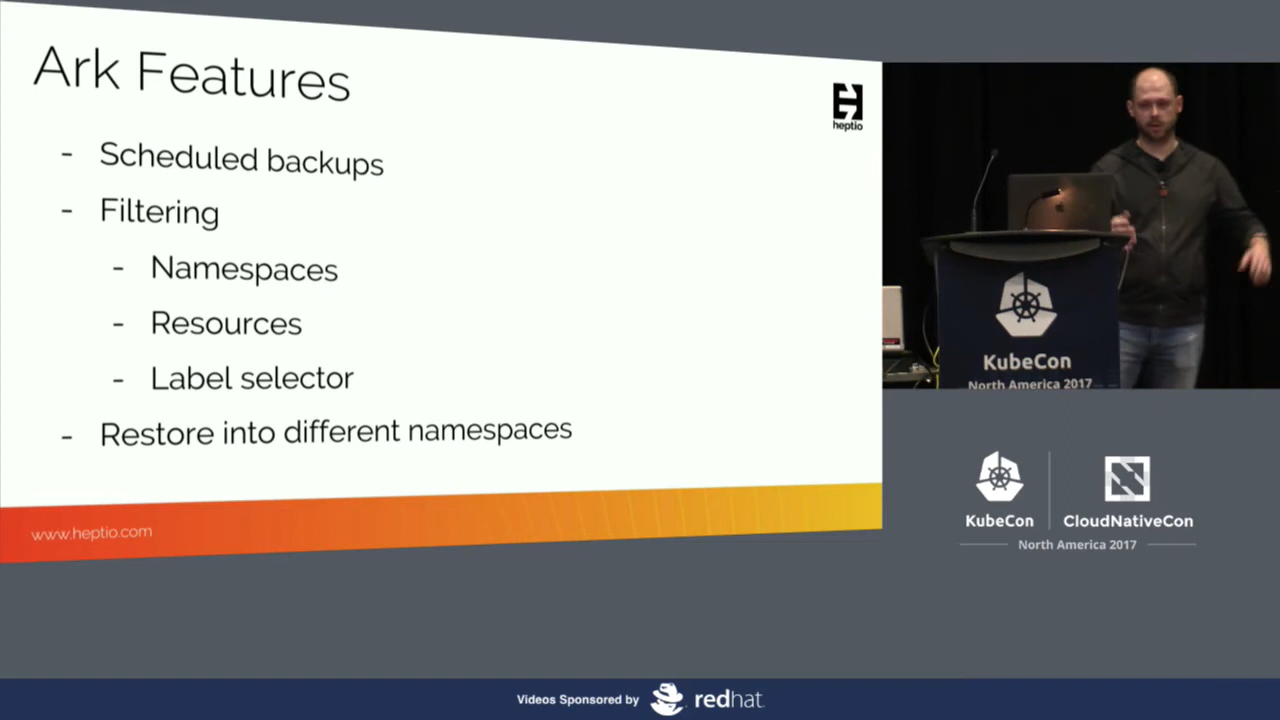 Ark Features
heptio
- Scheduled backups
- Filtering
- Namespaces
- Resources
- Label selector
- Restore into different namespaces
www.heptio.com
KubeCon
North America 2017
KubeCon
CloudNativeCon
North America 2017
Videos Sponsored by
redhat